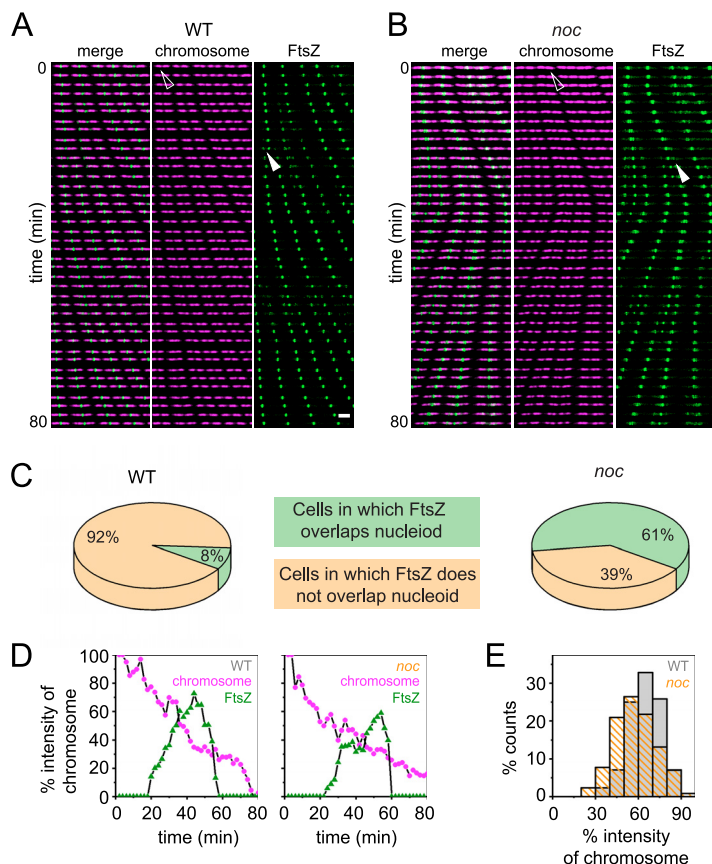 A
WT
merge
chromosome
FtsZ
0
time (min)
80
B
noc
merge
chromosome
FtsZ
0
time (min)
80
C
WT
92%
8%
Cells in which FtsZ
overlaps nucleiod
Cells in which FtsZ does
not overlap nucleoid
noc
61%
39%
D
% intensity of
chromosome
100
80
60
40
20
0
WT
chromosome
FtsZ
0 20 40 60 80
time (min)
noc
chromosome
FtsZ
0 20 40 60 80
time (min)
E
% counts
30
20
10
0
WT
noc
0 30 60 90
% intensity
of chromosome